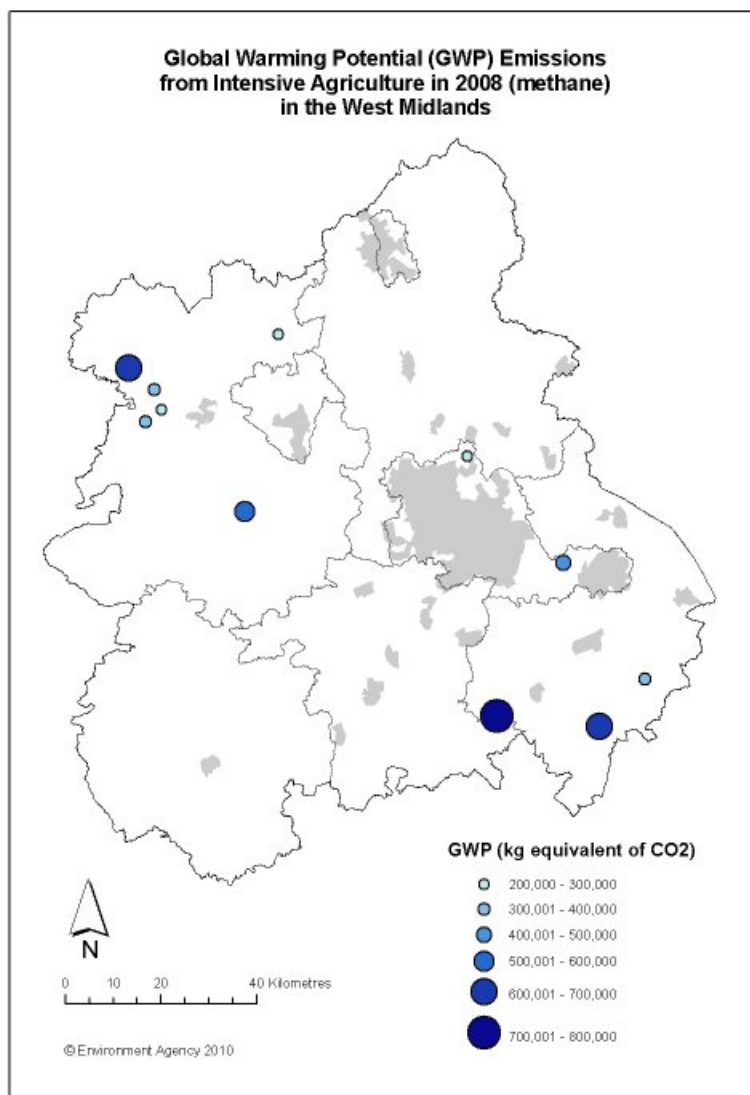 Global Warming Potential (GWP) Emissions
from Intensive Agriculture in 2008 (methane)
in the West Midlands
GWP (kg equivalent of CO2)
200,000 - 300,000
300,001 - 400,000
400,001 - 500,000
500,001 - 600,000
600,001 - 700,000
700,001 - 800,000
N
0 10 20 40 Kilometres
© Environment Agency 2010